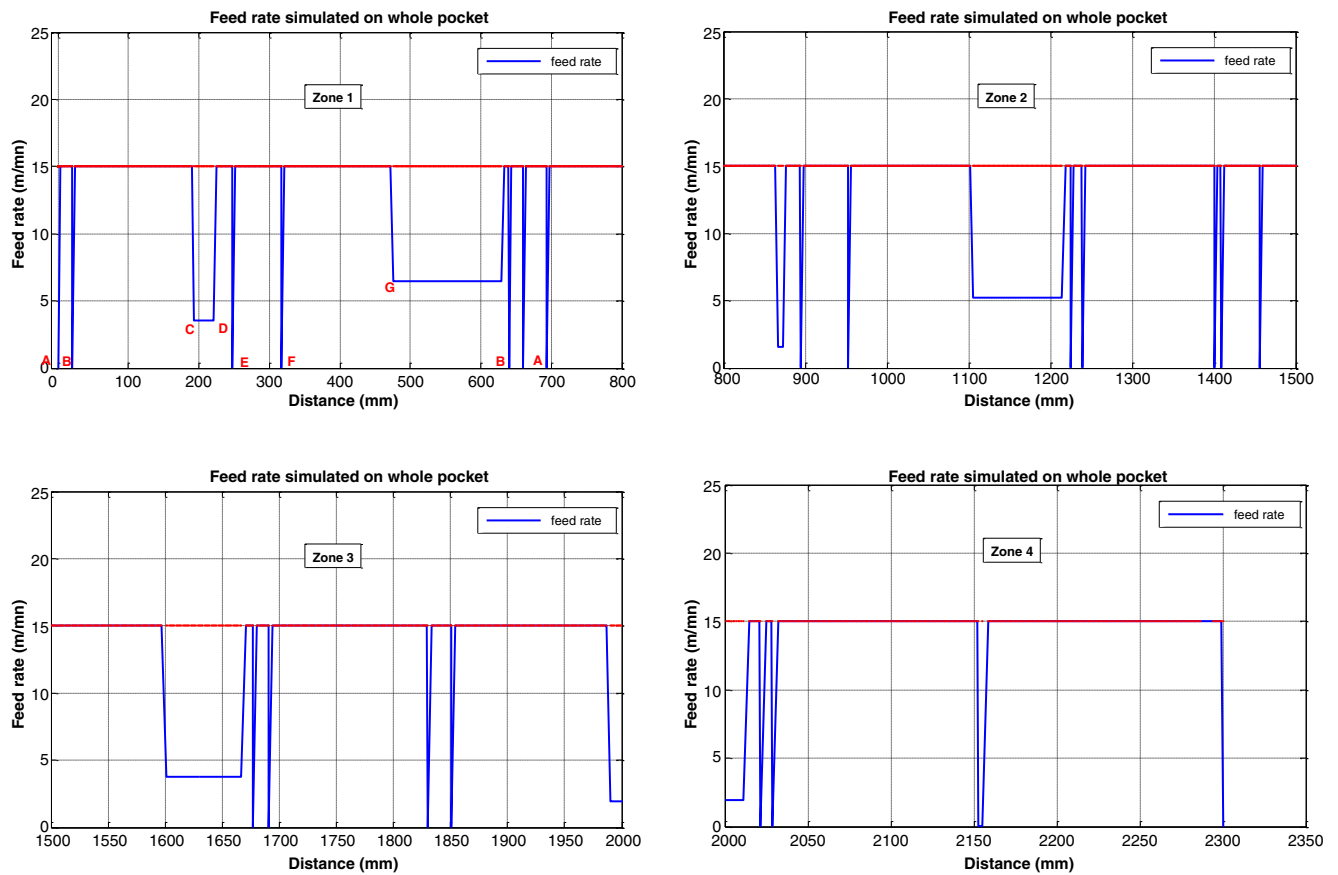 Feed rate simulated on whole pocket
25
20
15
10
5
0
Feed rate (m/mn)
feed rate
Zone 1
A
B
C
D
E
F
G
B
A
0 100 200 300 400 500 600 700 800
Distance (mm)
Feed rate simulated on whole pocket
25
20
15
10
5
0
Feed rate (m/mn)
feed rate
Zone 2
800 900 1000 1100 1200 1300 1400 1500
Distance (mm)
Feed rate simulated on whole pocket
25
20
15
10
5
0
Feed rate (m/mn)
feed rate
Zone 3
1500 1550 1600 1650 1700 1750 1800 1850 1900 1950 2000
Distance (mm)
Feed rate simulated on whole pocket
25
20
15
10
5
0
Feed rate (m/mn)
feed rate
Zone 4
2000 2050 2100 2150 2200 2250 2300 2350
Distance (mm)